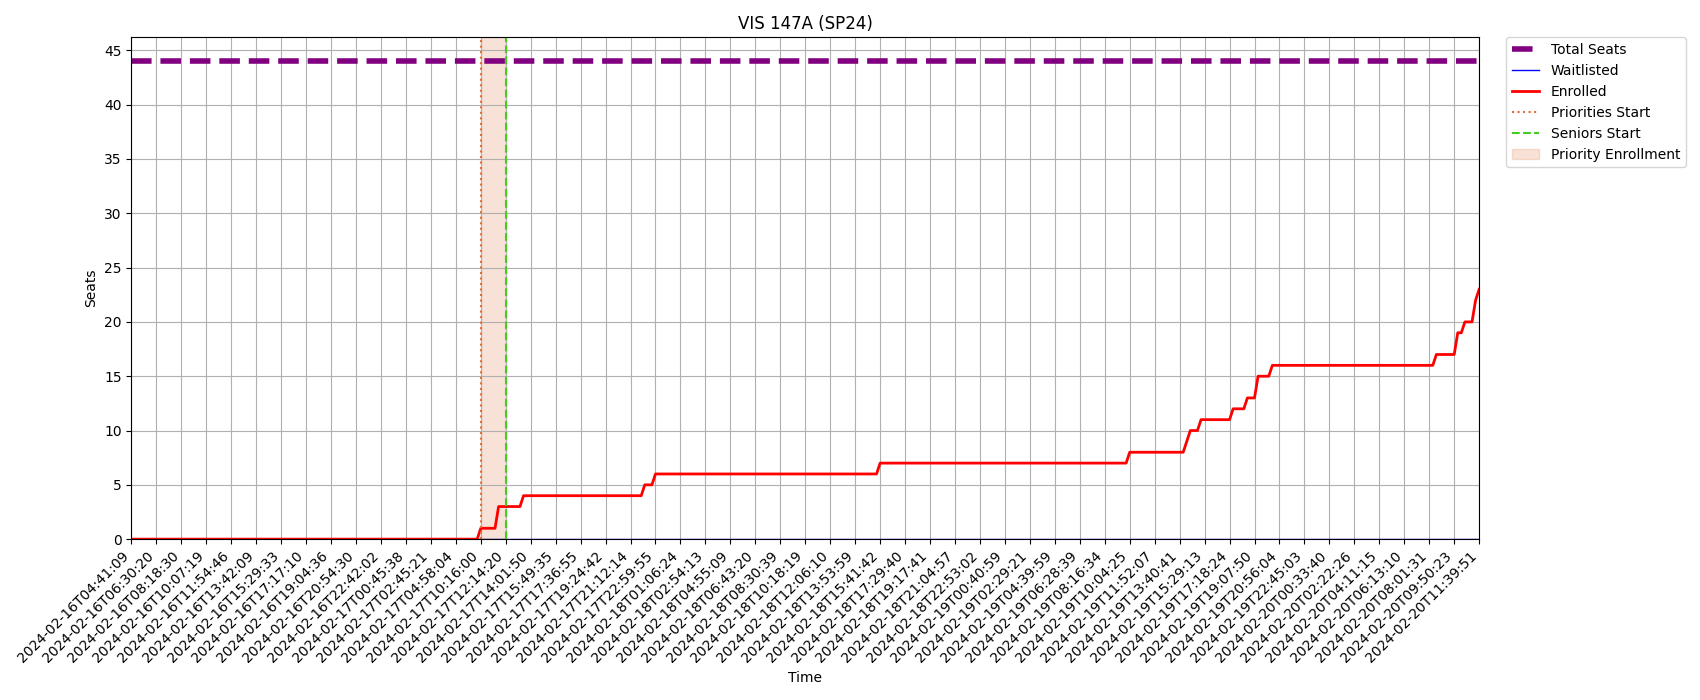 VIS 147A (SP24)
Total Seats
Waitlisted
Enrolled
Priorities Start
Seniors Start
Priority Enrollment
Seats
45
40
35
30
25
20
15
10
5
0
2024-02-16T04:41:09
2024-02-16T06:30:20
2024-02-16T08:18:30
2024-02-16T10:07:19
2024-02-16T11:54:46
2024-02-16T13:42:09
2024-02-16T15:29:33
2024-02-16T17:17:10
2024-02-16T19:04:36
2024-02-16T20:54:30
2024-02-16T22:42:02
2024-02-17T00:45:38
2024-02-17T02:45:21
2024-02-17T04:58:04
2024-02-17T10:16:00
2024-02-17T12:14:20
2024-02-17T14:01:50
2024-02-17T15:49:35
2024-02-17T17:36:55
2024-02-17T19:24:42
2024-02-17T21:12:14
2024-02-17T22:59:55
2024-02-18T01:06:24
2024-02-18T02:54:13
2024-02-18T04:55:09
2024-02-18T06:43:20
2024-02-18T08:30:39
2024-02-18T10:18:19
2024-02-18T12:06:10
2024-02-18T13:53:59
2024-02-18T15:41:42
2024-02-18T17:29:40
2024-02-18T19:17:41
2024-02-18T21:04:57
2024-02-18T22:53:02
2024-02-19T00:40:59
2024-02-19T02:29:21
2024-02-19T04:39:59
2024-02-19T06:28:39
2024-02-19T08:16:34
2024-02-19T10:04:25
2024-02-19T11:52:07
2024-02-19T13:40:41
2024-02-19T15:29:13
2024-02-19T17:18:24
2024-02-19T19:07:50
2024-02-19T20:56:04
2024-02-19T22:45:03
2024-02-20T00:33:40
2024-02-20T02:22:26
2024-02-20T04:11:15
2024-02-20T06:13:10
2024-02-20T08:01:31
2024-02-20T09:50:23
2024-02-20T11:39:51
Time